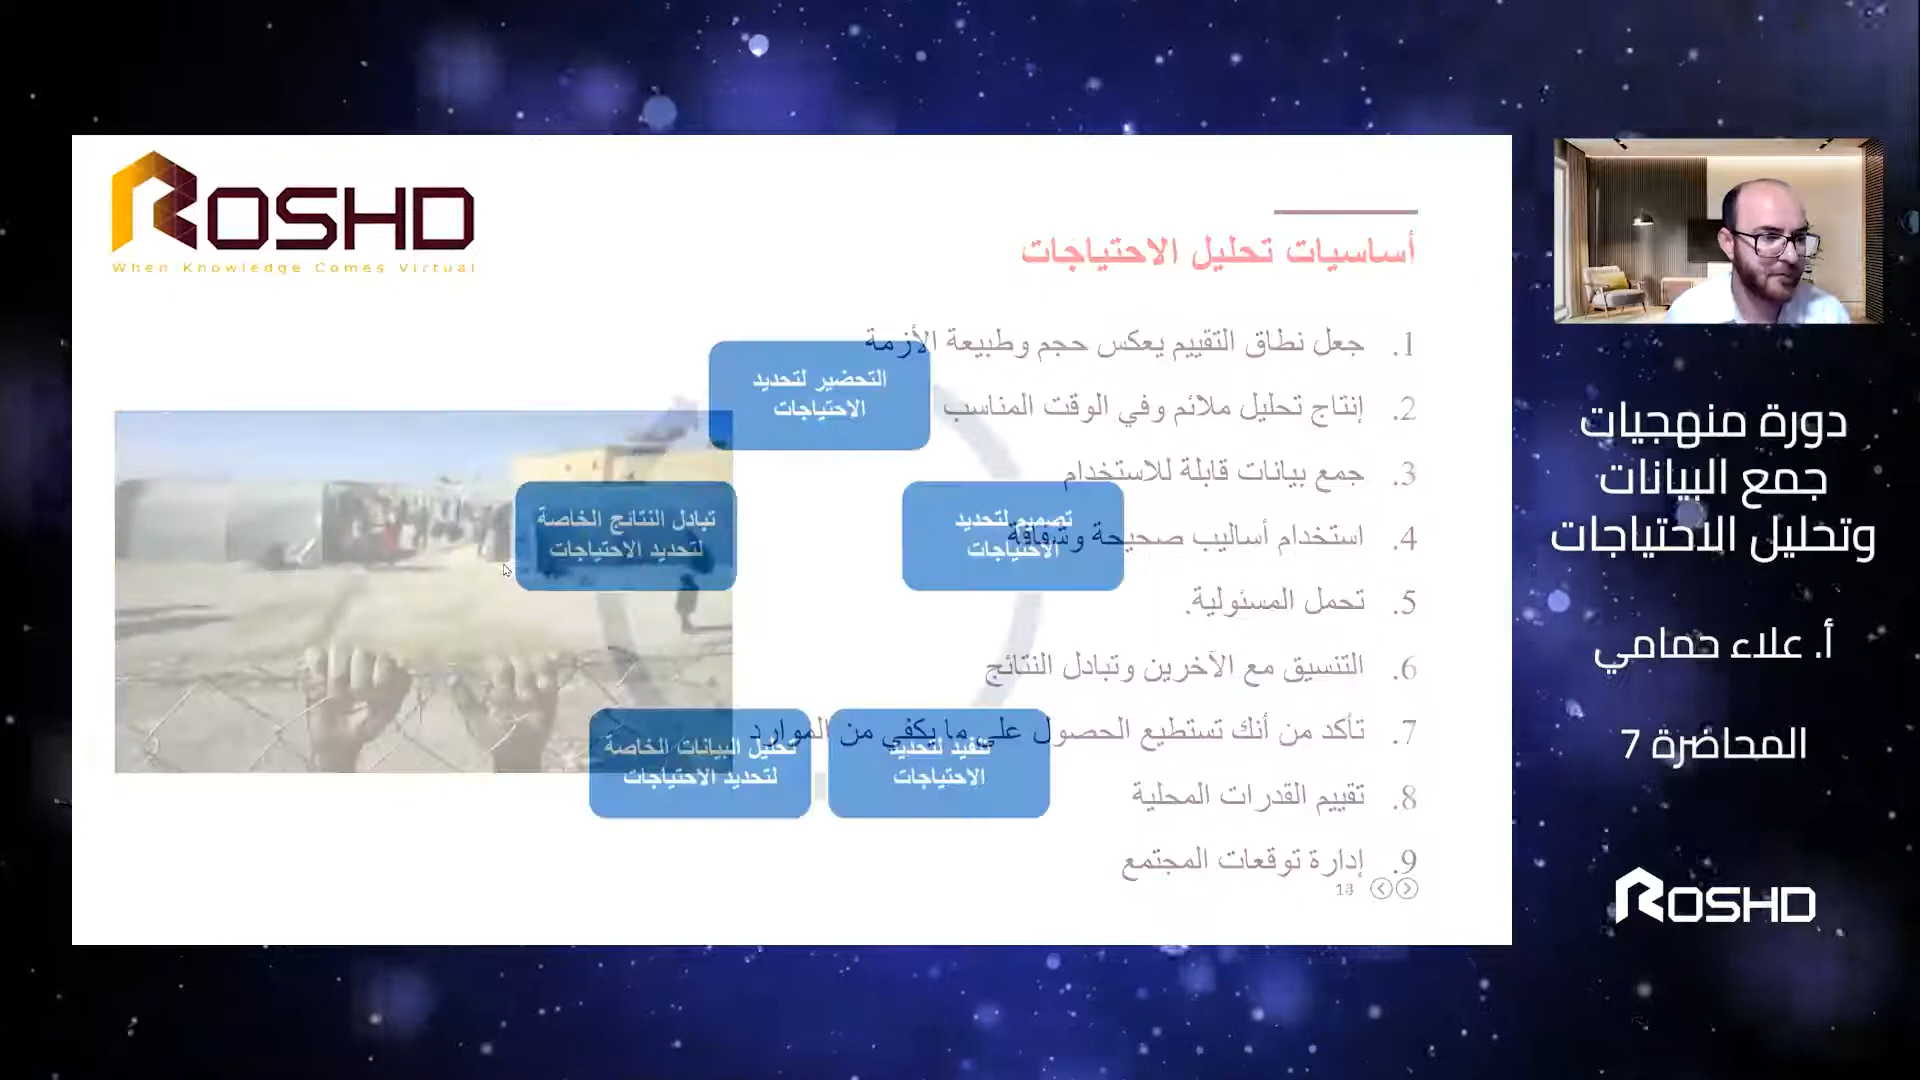 ROSHD
When Knowledge Comes Virtual
أساسيات تحليل الاحتياجات
1. جعل نطاق التقييم يعكس حجم وطبيعة الأزمة
2. إنتاج تحليل ملائم وفي الوقت المناسب
3. جمع بيانات قابلة للاستخدام
4. استخدام أساليب صحيحة وشفافة
5. تحمل المسئولية.
6. التنسيق مع الآخرين وتبادل النتائج
7. تأكد من أنك تستطيع الحصول على ما يكفي من الموارد
8. تقييم القدرات المحلية
9. إدارة توقعات المجتمع
13
التحضير لتحديد
الاحتياجات
تصميم لتحديد
الاحتياجات
تنفيذ لتحديد
الاحتياجات
تحليل البيانات الخاصة
لتحديد الاحتياجات
تبادل النتائج الخاصة
لتحديد الاحتياجات
دورة منهجيات
جمع البيانات
وتحليل الاحتياجات
أ. علاء حمامي
المحاضرة 7
ROSHD